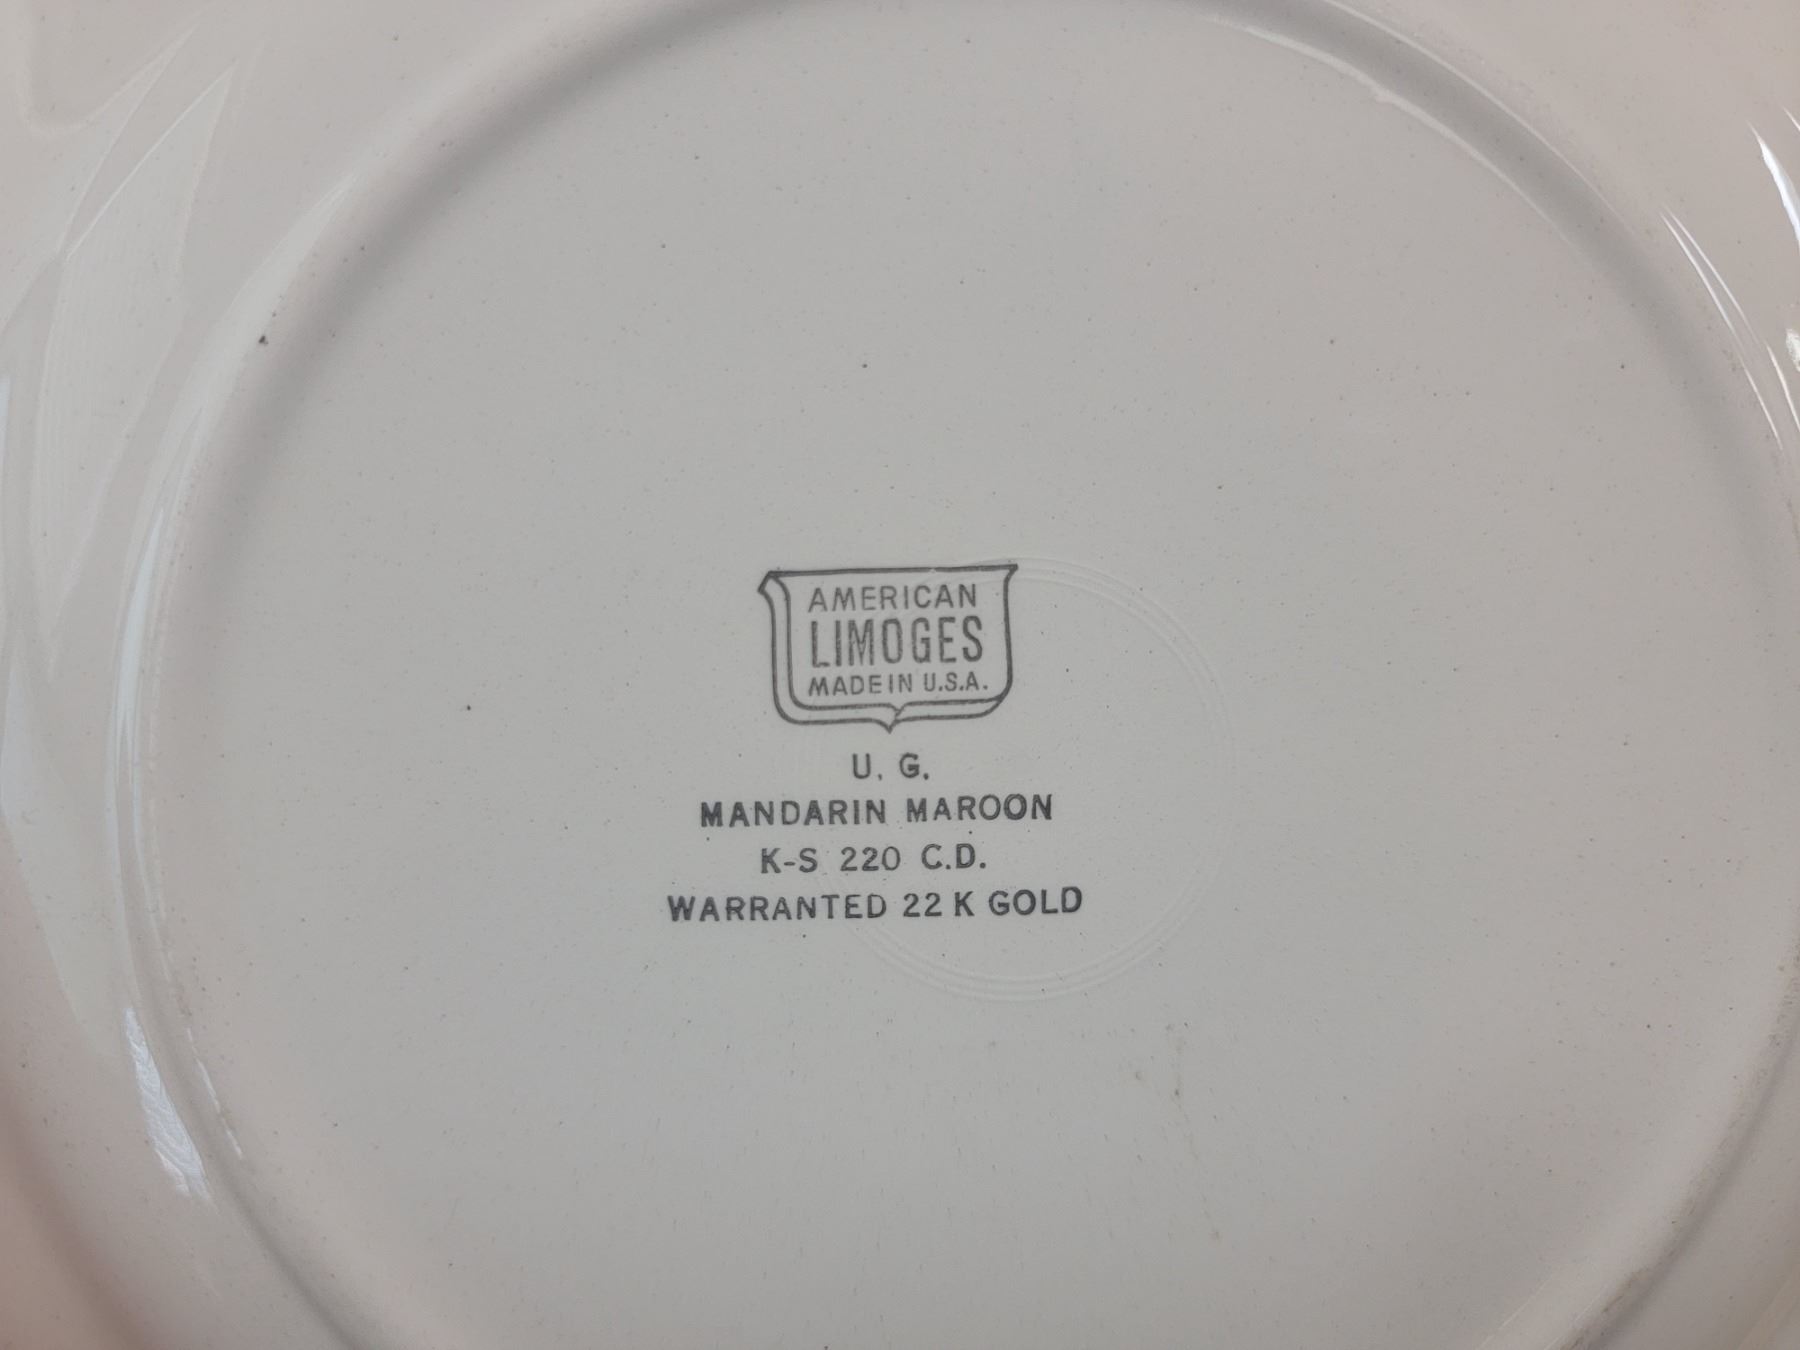 AMERICAN
LIMOGES
MADE IN U.S.A.
U. G.
MANDARIN MAROON
K-S 220 C.D.
WARRANTED 22 K GOLD